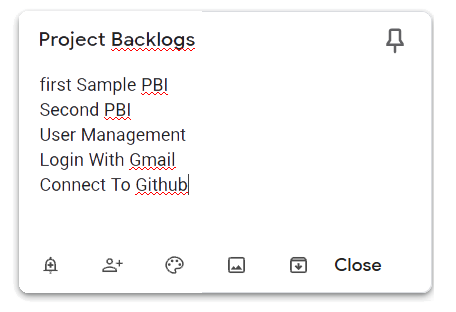 Project Backlogs
first Sample PBI
Second PBI
User Management
Login With Gmail
Connect To Github
Close